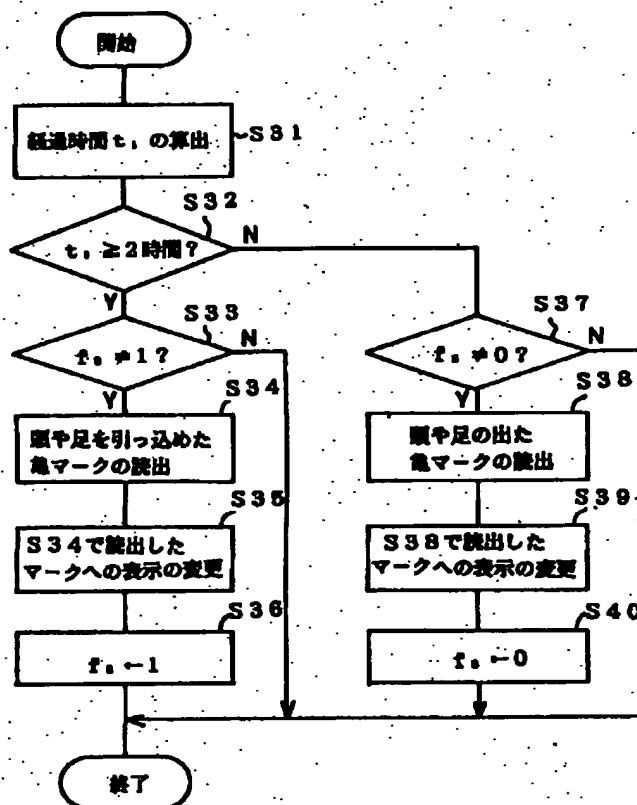 開始
経過時間t₁の算出
S31
S32
t₁≧2時間?
N
Y
S33
fₛ≠1?
N
Y
S34
頭や足を引っ込めた
亀マークの読出
S35
S34で読出した
マークへの表示の変更
S36
fₛ←1
S37
fₛ≠0?
N
Y
S38
頭や足の出た
亀マークの読出
S39
S38で読出した
マークへの表示の変更
S40
fₛ←0
終了